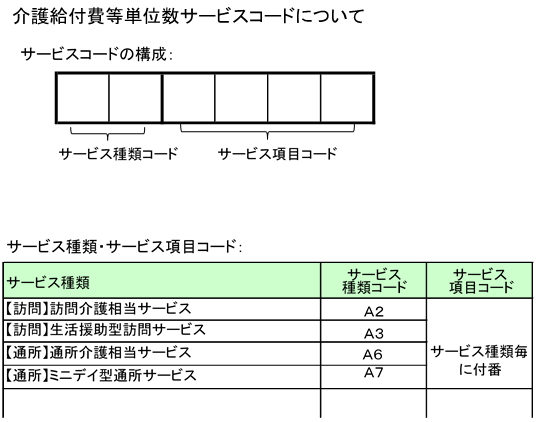 介護給付費等単位数サービスコードについて
サービスコードの構成:
サービス種類コード
サービス項目コード
サービス種類・サービス項目コード:
サービス種類
サービス
種類コード
サービス
項目コード
【訪問】訪問介護相当サービス
A2
【訪問】生活援助型訪問サービス
A3
【通所】通所介護相当サービス
A6
【通所】ミニデイ型通所サービス
A7
サービス種類毎
に付番